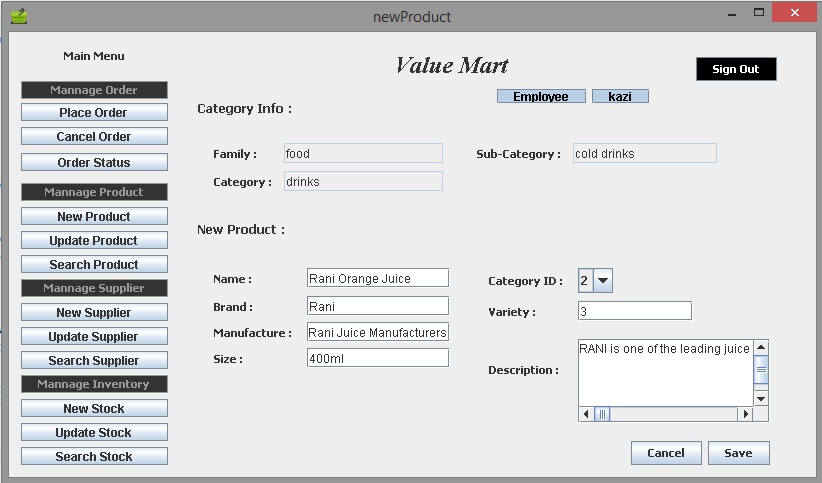 newProduct
Main Menu
Value Mart
Sign Out
Employee kazi
Mannage Order
Place Order
Cancel Order
Order Status
Mannage Product
New Product
Update Product
Search Product
Mannage Supplier
New Supplier
Update Supplier
Search Supplier
Mannage Inventory
New Stock
Update Stock
Search Stock
Category Info :
Family : food Sub-Category : cold drinks
Category : drinks
New Product :
Name : Rani Orange Juice Category ID : 2
Brand : Rani Variety : 3
Manufacture : Rani Juice Manufacturers
Size : 400ml
Description : RANI is one of the leading juice
Cancel Save